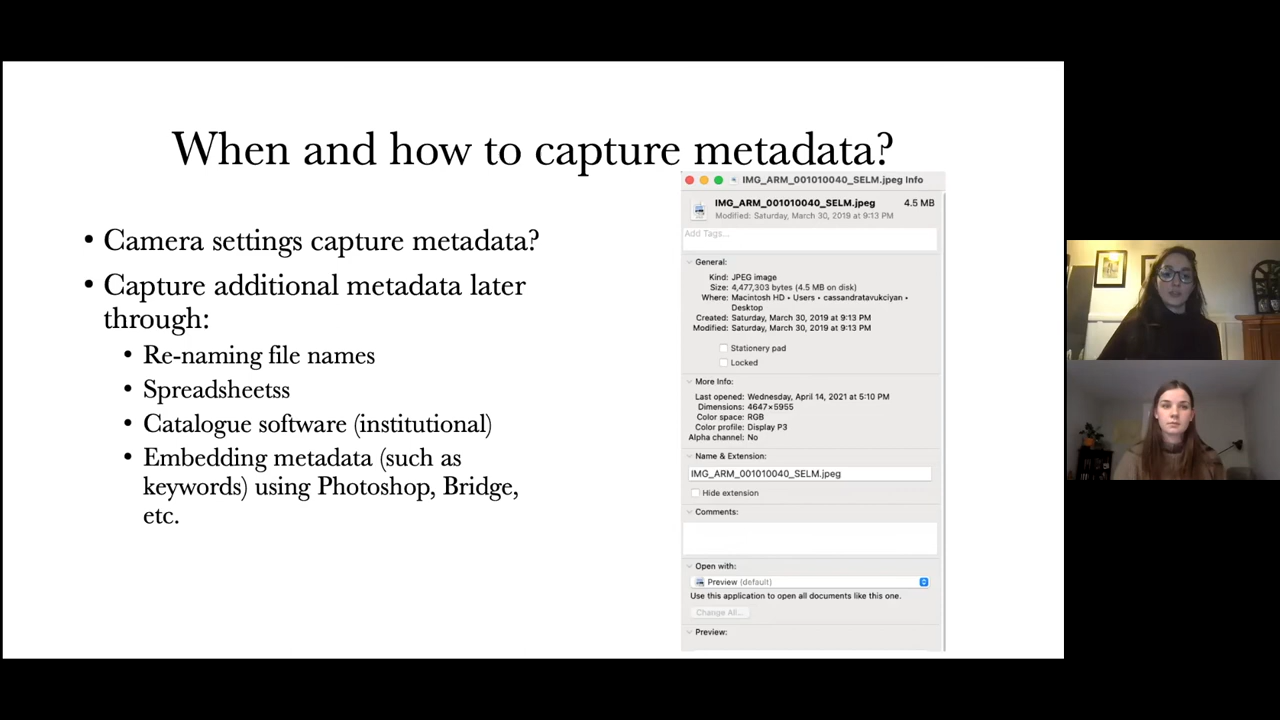 When and how to capture metadata?
• Camera settings capture metadata?
• Capture additional metadata later
through:
• Re-naming file names
• Spreadsheetss
• Catalogue software (institutional)
• Embedding metadata (such as
keywords) using Photoshop, Bridge,
etc.
IMG_ARM_001010040_SELM.jpeg Info
IMG_ARM_001010040_SELM.jpeg 4.5 MB
Modified: Saturday, March 30, 2019 at 9:13 PM
Add Tags...
General:
Kind: JPEG image
Size: 4,477,303 bytes (4.5 MB on disk)
Where: Macintosh HD • Users • cassandratavukciyan •
Desktop
Created: Saturday, March 30, 2019 at 9:13 PM
Modified: Saturday, March 30, 2019 at 9:13 PM
Stationery pad
Locked
More Info:
Last opened: Wednesday, April 14, 2021 at 5:10 PM
Dimensions: 4647×5955
Color space: RGB
Color profile: Display P3
Alpha channel: No
Name & Extension:
IMG_ARM_001010040_SELM.jpeg
Hide extension
Comments:
Open with:
Preview (default)
Use this application to open all documents like this one.
Change All...
Preview: